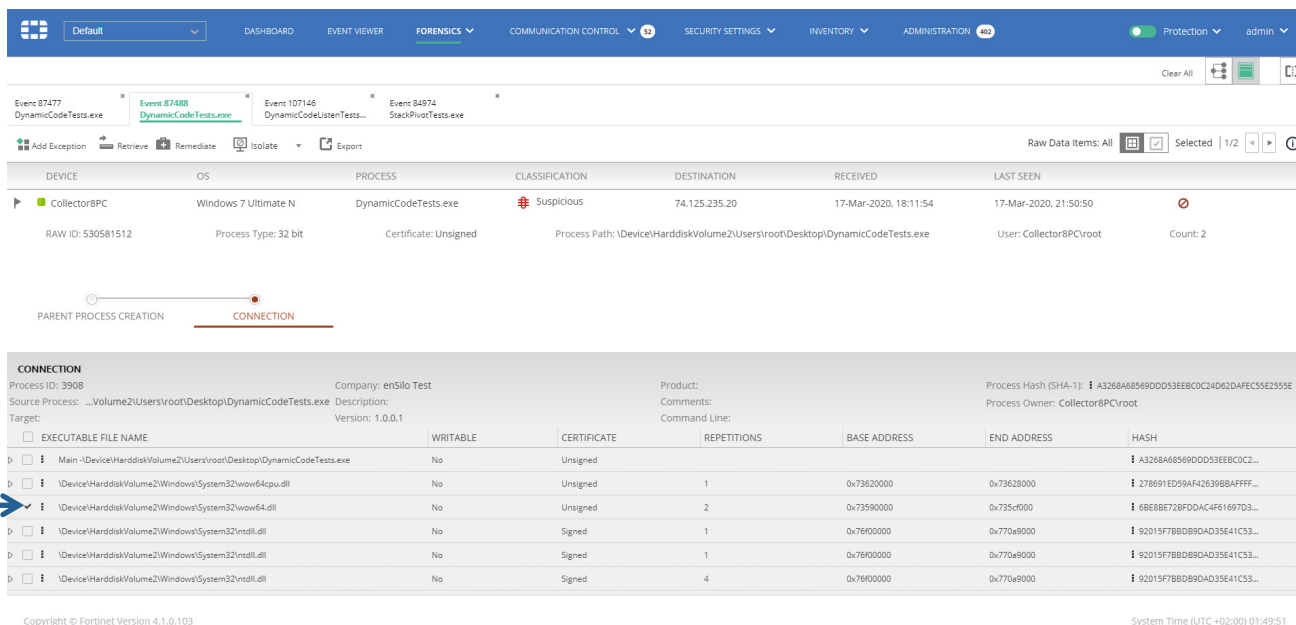 Default DASHBOARD EVENT VIEWER FORENSICS COMMUNICATION CONTROL 52 SECURITY SETTINGS INVENTORY ADMINISTRATION 402 Protection admin
Clear All
Event 87477 Event 87488 Event 107146 Event 84974
DynamicCodeTests.exe DynamicCodeTests.exe DynamicCodeListenTests... StackPivotTests.exe
Add Exception Retrieve Remediate Isolate Export Raw Data Items: All Selected 1/2
DEVICE OS PROCESS CLASSIFICATION DESTINATION RECEIVED LAST SEEN
Collector8PC Windows 7 Ultimate N DynamicCodeTests.exe Suspicious 74.125.235.20 17-Mar-2020, 18:11:54 17-Mar-2020, 21:50:50
RAW ID: 530581512 Process Type: 32 bit Certificate: Unsigned Process Path: \Device\HarddiskVolume2\Users\root\Desktop\DynamicCodeTests.exe User: Collector8PC\root Count: 2
PARENT PROCESS CREATION CONNECTION
CONNECTION
Process ID: 3908 Company: enSilo Test Product: Process Hash (SHA-1): A3268A68569DDD53EEBC0C24D62DAFEC55E2555E
Source Process: ...Volume2\Users\root\Desktop\DynamicCodeTests.exe Description: Comments: Process Owner: Collector8PC\root
Target: Version: 1.0.0.1 Command Line:
EXECUTABLE FILE NAME WRITABLE CERTIFICATE REPETITIONS BASE ADDRESS END ADDRESS HASH
Main -\Device\HarddiskVolume2\Users\root\Desktop\DynamicCodeTests.exe No Unsigned A3268A68569DDD53EEBC0C2...
\Device\HarddiskVolume2\Windows\System32\wow64cpu.dll No Unsigned 1 0x73620000 0x73628000 278691ED59AF42639BBAFFFF...
\Device\HarddiskVolume2\Windows\System32\wow64.dll No Unsigned 2 0x73590000 0x735cf000 6BE8BE72BFDDAC4F61697D3...
\Device\HarddiskVolume2\Windows\System32\ntdll.dll No Signed 1 0x76f00000 0x770a9000 92015F7BBDB9DAD35E41C53...
\Device\HarddiskVolume2\Windows\System32\ntdll.dll No Signed 1 0x76f00000 0x770a9000 92015F7BBDB9DAD35E41C53...
\Device\HarddiskVolume2\Windows\System32\ntdll.dll No Signed 4 0x76f00000 0x770a9000 92015F7BBDB9DAD35E41C53...
Copyright © Fortinet Version 4.1.0.103 System Time (UTC +02:00) 01:49:51